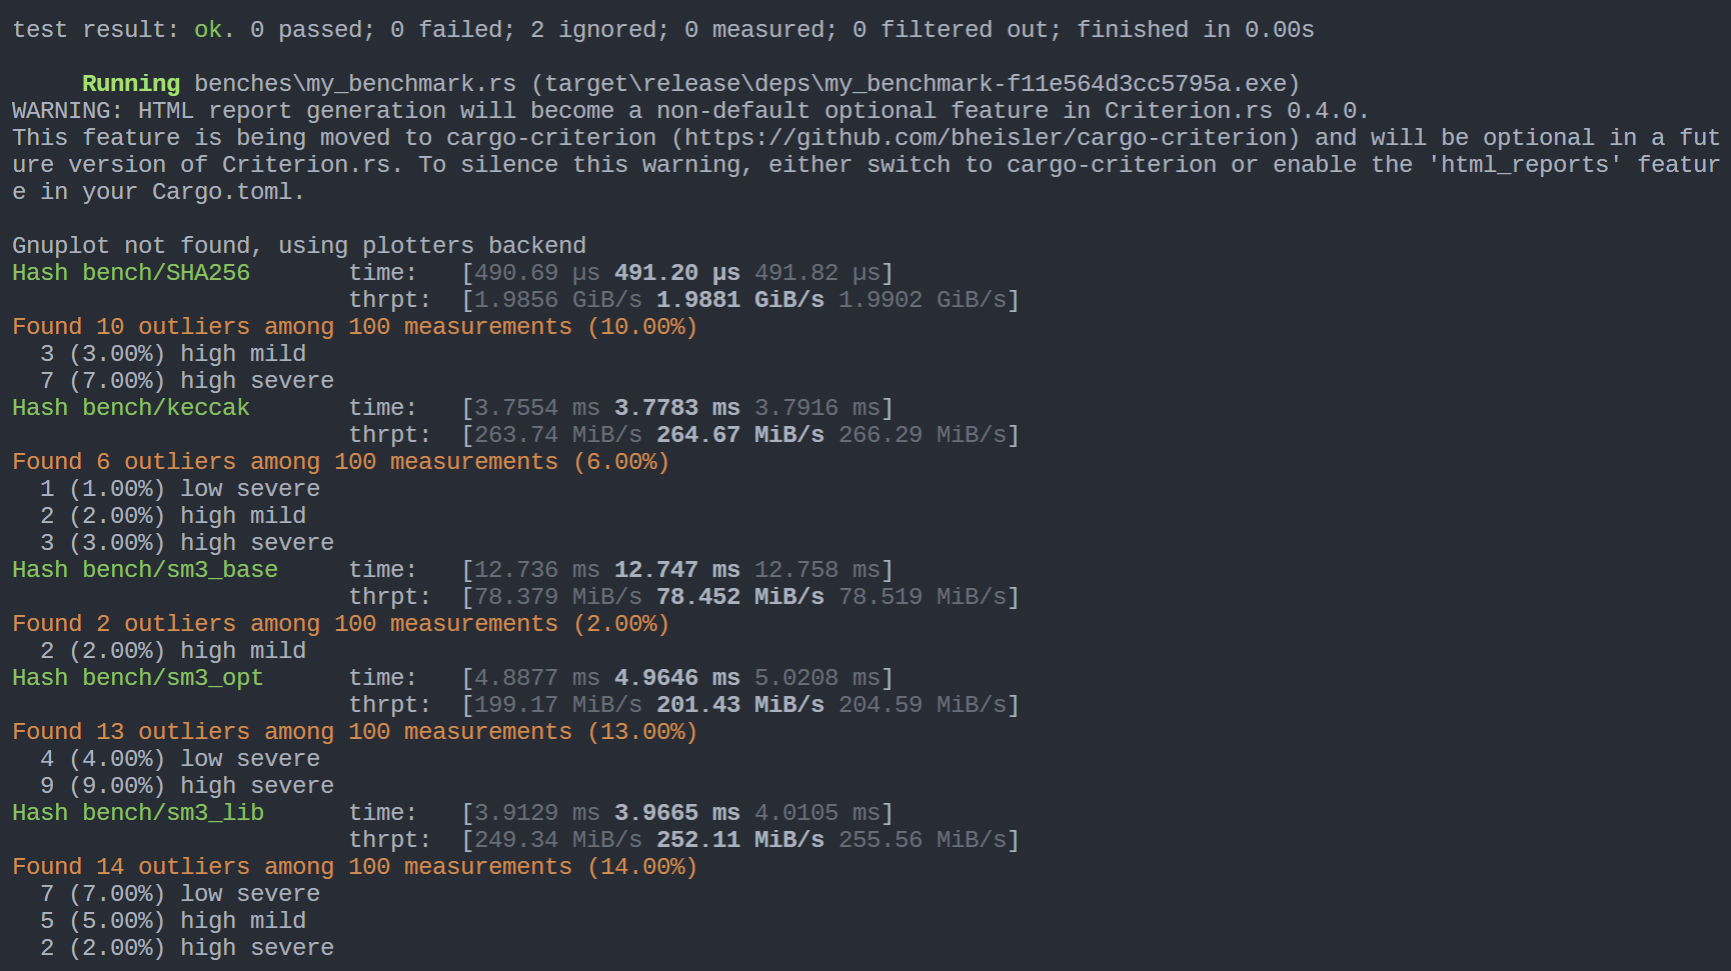 test result: ok. 0 passed; 0 failed; 2 ignored; 0 measured; 0 filtered out; finished in 0.00s
Running benches\my_benchmark.rs (target\release\deps\my_benchmark-f11e564d3cc5795a.exe)
WARNING: HTML report generation will become a non-default optional feature in Criterion.rs 0.4.0.
This feature is being moved to cargo-criterion (https://github.com/bheisler/cargo-criterion) and will be optional in a fut
ure version of Criterion.rs. To silence this warning, either switch to cargo-criterion or enable the 'html_reports' featur
e in your Cargo.toml.
Gnuplot not found, using plotters backend
Hash bench/SHA256 time: [490.69 µs 491.20 µs 491.82 µs]
thrpt: [1.9856 GiB/s 1.9881 GiB/s 1.9902 GiB/s]
Found 10 outliers among 100 measurements (10.00%)
3 (3.00%) high mild
7 (7.00%) high severe
Hash bench/keccak time: [3.7554 ms 3.7783 ms 3.7916 ms]
thrpt: [263.74 MiB/s 264.67 MiB/s 266.29 MiB/s]
Found 6 outliers among 100 measurements (6.00%)
1 (1.00%) low severe
2 (2.00%) high mild
3 (3.00%) high severe
Hash bench/sm3_base time: [12.736 ms 12.747 ms 12.758 ms]
thrpt: [78.379 MiB/s 78.452 MiB/s 78.519 MiB/s]
Found 2 outliers among 100 measurements (2.00%)
2 (2.00%) high mild
Hash bench/sm3_opt time: [4.8877 ms 4.9646 ms 5.0208 ms]
thrpt: [199.17 MiB/s 201.43 MiB/s 204.59 MiB/s]
Found 13 outliers among 100 measurements (13.00%)
4 (4.00%) low severe
9 (9.00%) high severe
Hash bench/sm3_lib time: [3.9129 ms 3.9665 ms 4.0105 ms]
thrpt: [249.34 MiB/s 252.11 MiB/s 255.56 MiB/s]
Found 14 outliers among 100 measurements (14.00%)
7 (7.00%) low severe
5 (5.00%) high mild
2 (2.00%) high severe